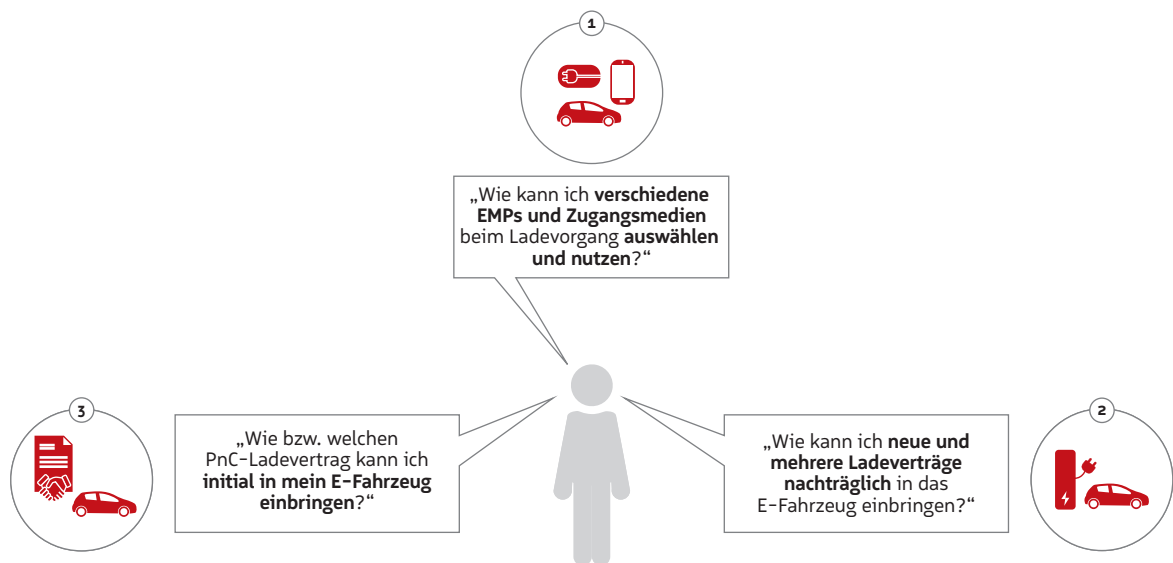 1
„Wie kann ich verschiedene
EMPs und Zugangsmedien
beim Ladevorgang auswählen
und nutzen?“
3
„Wie bzw. welchen
PnC-Ladevertrag kann ich
initial in mein E-Fahrzeug
einbringen?“
2
„Wie kann ich neue und
mehrere Ladeverträge
nachträglich in das
E-Fahrzeug einbringen?“